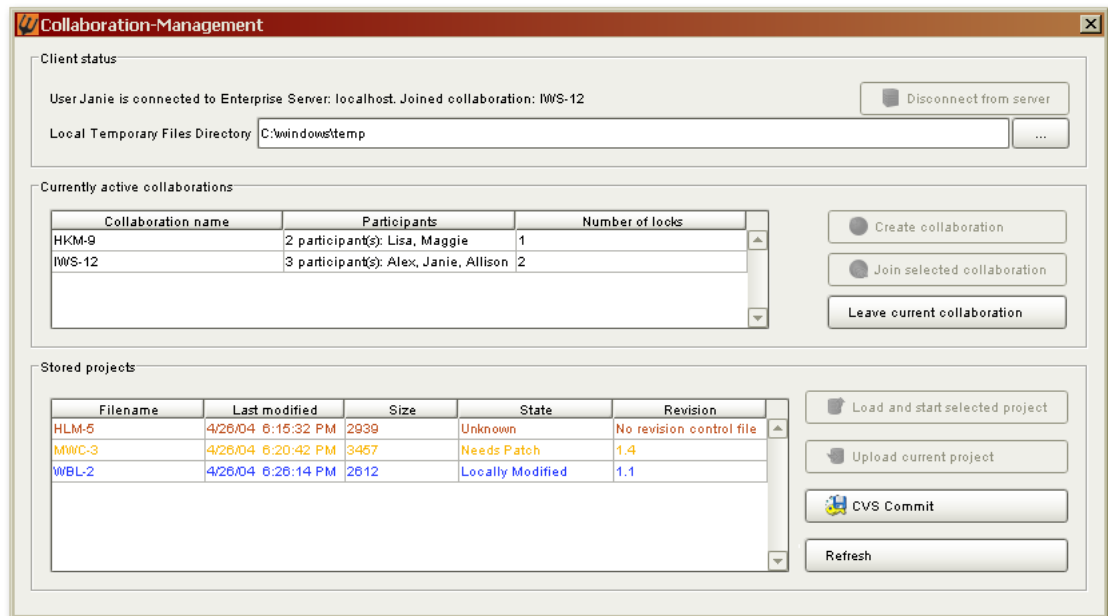 Collaboration-Management
Client status
User Janie is connected to Enterprise Server: localhost. Joined collaboration: IWS-12
Disconnect from server
Local Temporary Files Directory C:\windows\temp ...
Currently active collaborations
Collaboration name Participants Number of locks
HKM-9 2 participant(s): Lisa, Maggie 1
IWS-12 3 participant(s): Alex, Janie, Allison 2
Create collaboration
Join selected collaboration
Leave current collaboration
Stored projects
Filename Last modified Size State Revision
HLM-5 4/26/04 6:15:32 PM 2939 Unknown No revision control file
MWC-3 4/26/04 6:20:42 PM 3457 Needs Patch 1.4
WBL-2 4/26/04 6:26:14 PM 2612 Locally Modified 1.1
Load and start selected project
Upload current project
CVS Commit
Refresh